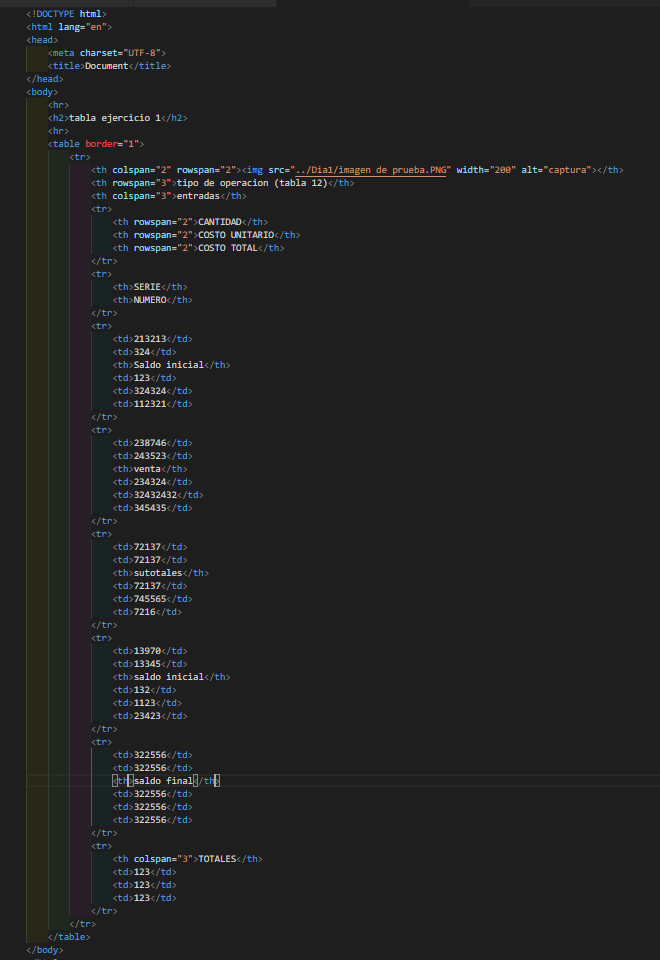 <!DOCTYPE html>
<html lang="en">
<head>
<meta charset="UTF-8">
<title>Document</title>
</head>
<body>
<hr>
<h2>tabla ejercicio 1</h2>
<hr>
<table border="1">
<tr>
<th colspan="2" rowspan="2"><img src="../Dia1/imagen de prueba.PNG" width="200" alt="captura"></th>
<th rowspan="3">tipo de operacion (tabla 12)</th>
<th colspan="3">entradas</th>
<tr>
<th rowspan="2">CANTIDAD</th>
<th rowspan="2">COSTO UNITARIO</th>
<th rowspan="2">COSTO TOTAL</th>
</tr>
<tr>
<th>SERIE</th>
<th>NUMERO</th>
</tr>
<tr>
<td>213213</td>
<td>324</td>
<th>Saldo inicial</th>
<td>123</td>
<td>324324</td>
<td>112321</td>
</tr>
<tr>
<td>238746</td>
<td>243523</td>
<th>venta</th>
<td>234324</td>
<td>32432432</td>
<td>345435</td>
</tr>
<tr>
<td>72137</td>
<td>72137</td>
<th>sutotales</th>
<td>72137</td>
<td>745565</td>
<td>7216</td>
</tr>
<tr>
<td>13970</td>
<td>13345</td>
<th>saldo inicial</th>
<td>132</td>
<td>1123</td>
<td>23423</td>
</tr>
<tr>
<td>322556</td>
<td>322556</td>
<th>saldo final</th>
<td>322556</td>
<td>322556</td>
<td>322556</td>
</tr>
<tr>
<th colspan="3">TOTALES</th>
<td>123</td>
<td>123</td>
<td>123</td>
</tr>
</tr>
</table>
</body>